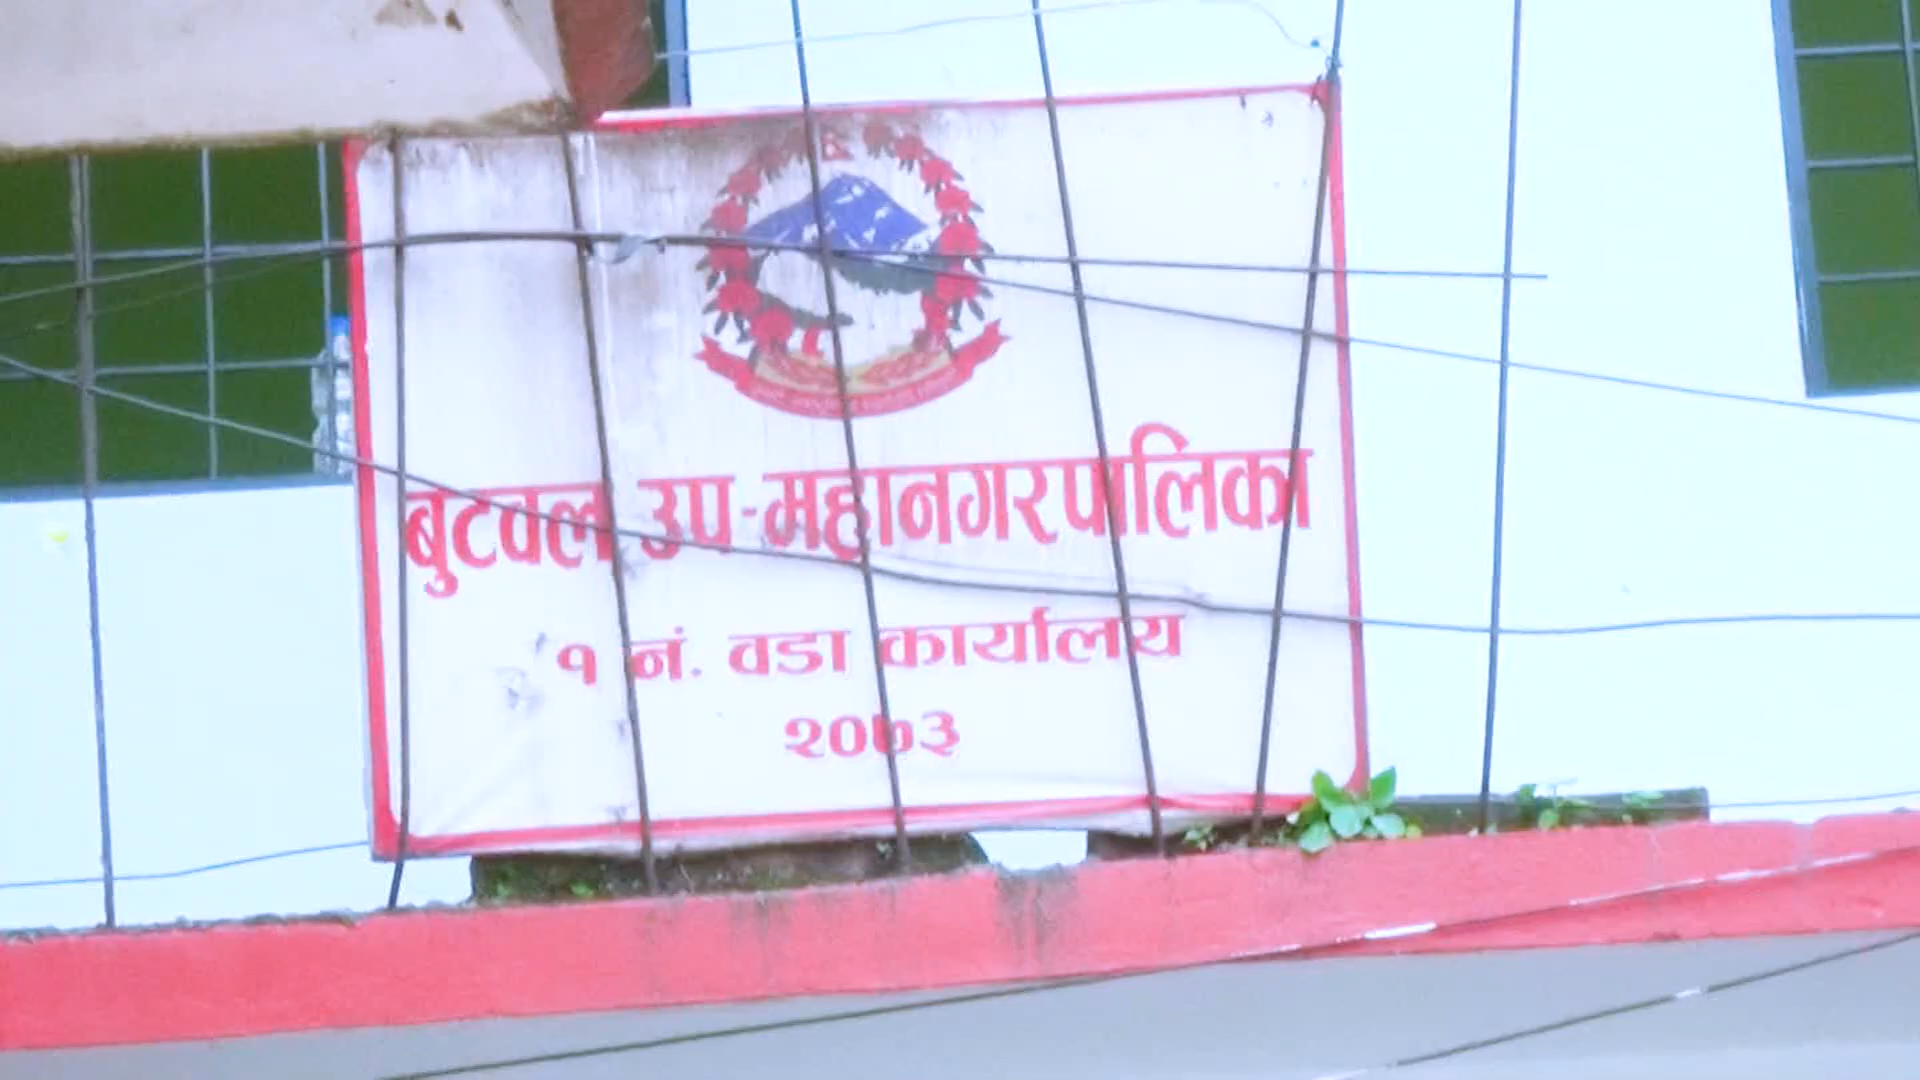 बुटवल उप-महानगरपालिका
१ नं. वडा कार्यालय
२०७३